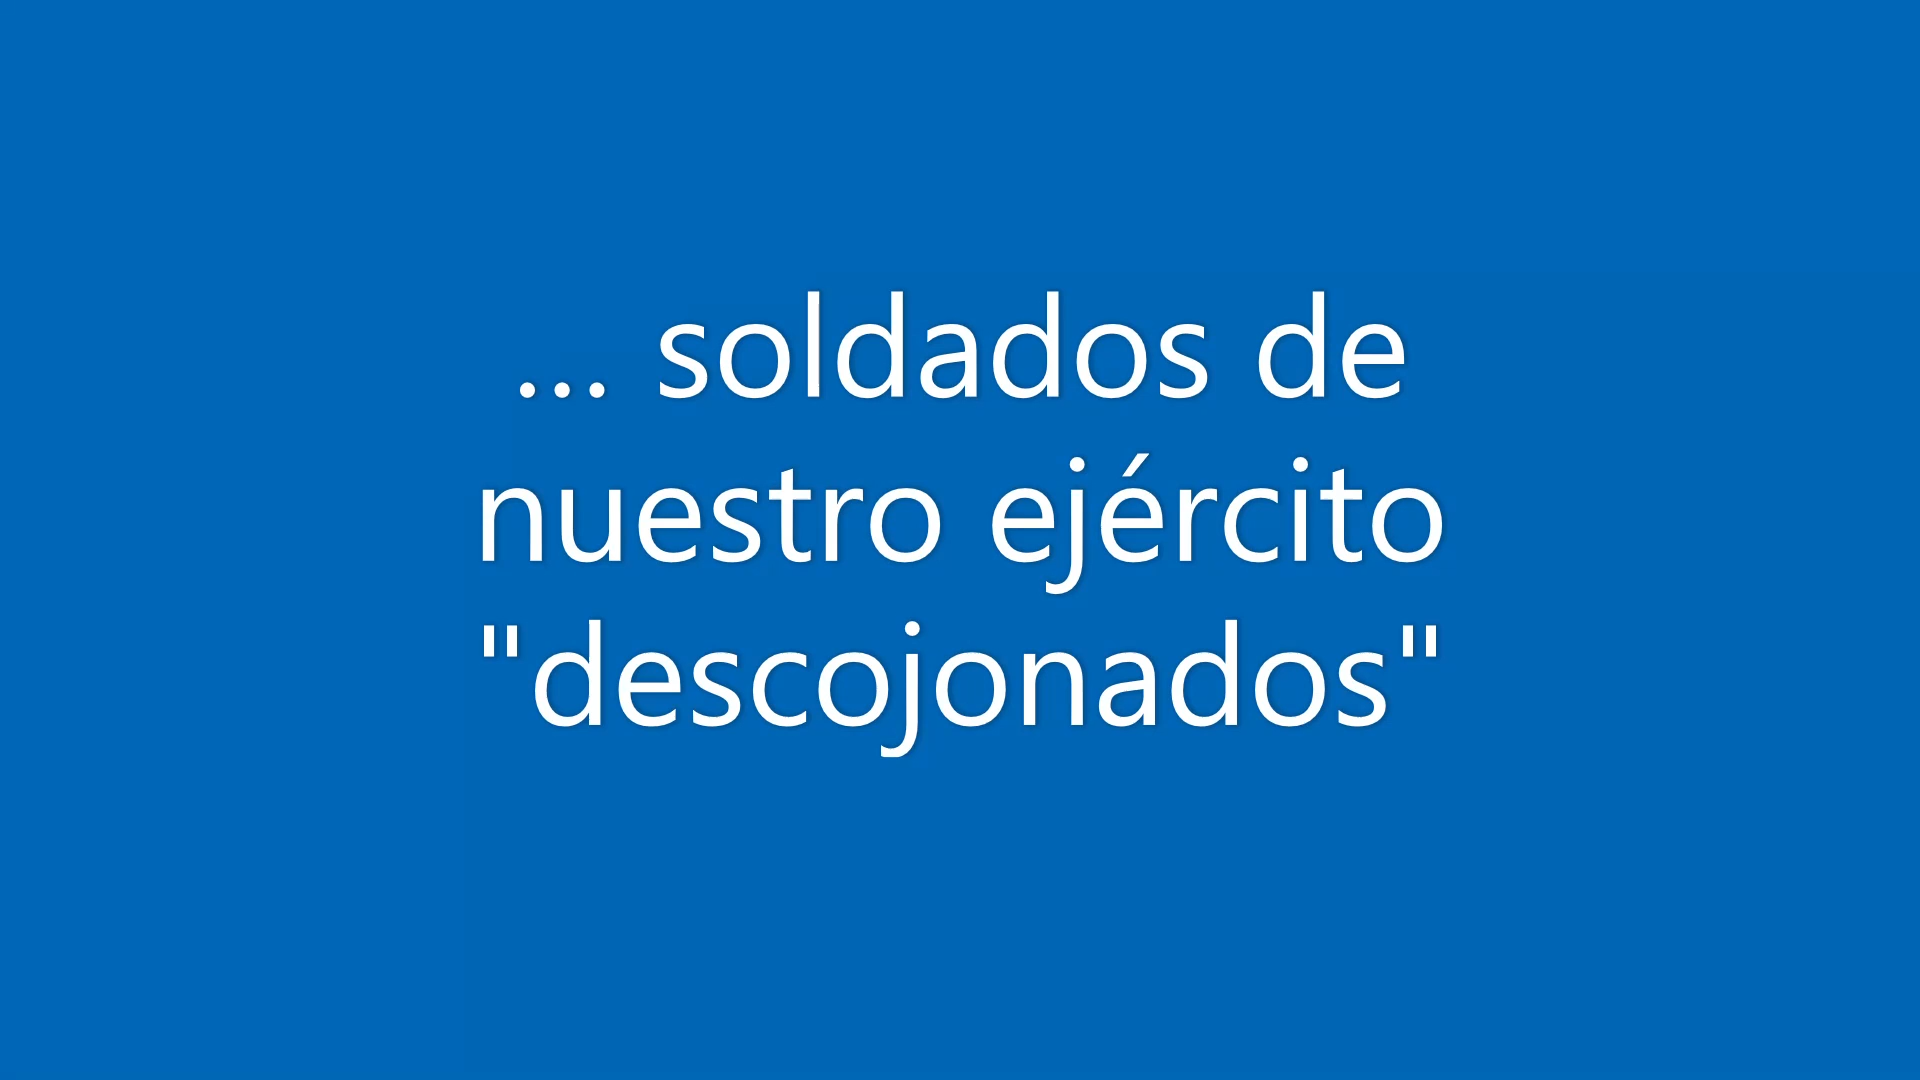 ... soldados de
nuestro ejército
"descojonados"